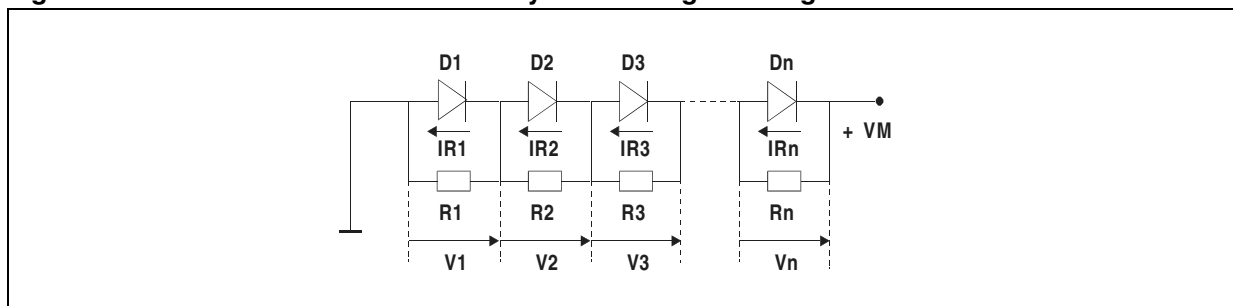 D1 D2 D3 Dn
+ VM
IR1 IR2 IR3 IRn
R1 R2 R3 Rn
V1 V2 V3 Vn